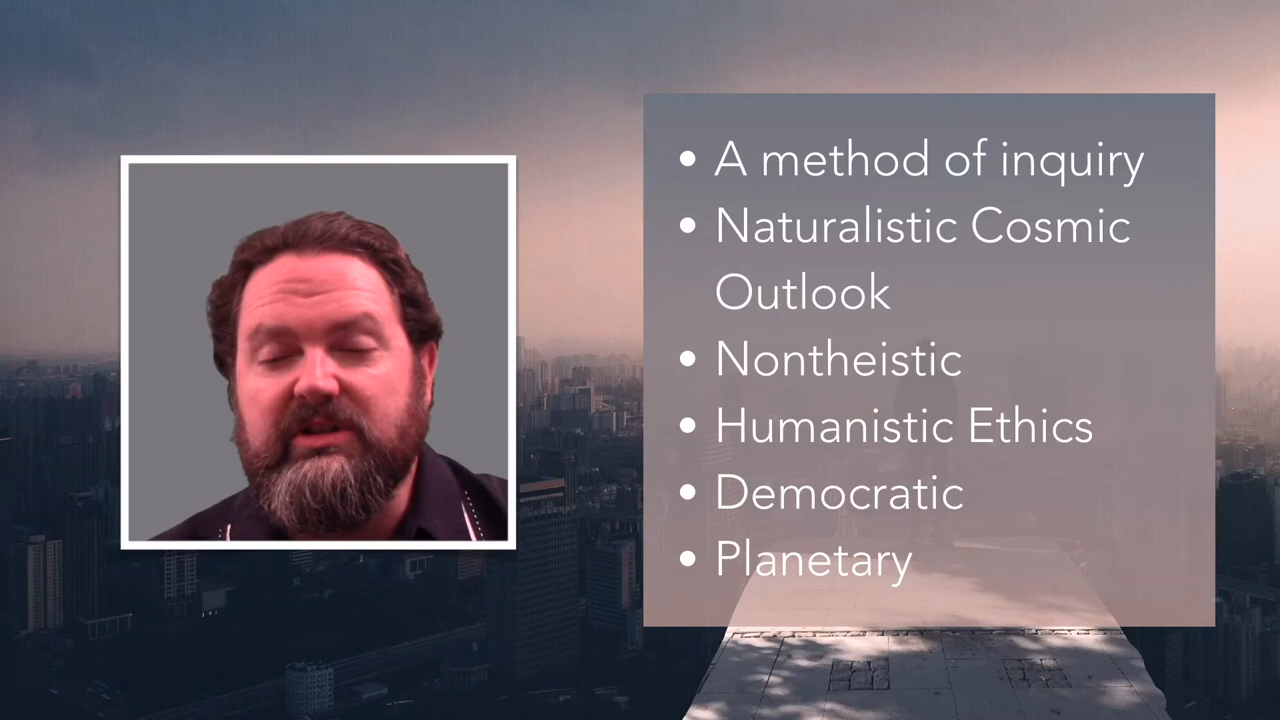 • A method of inquiry
• Naturalistic Cosmic
Outlook
• Nontheistic
• Humanistic Ethics
• Democratic
• Planetary